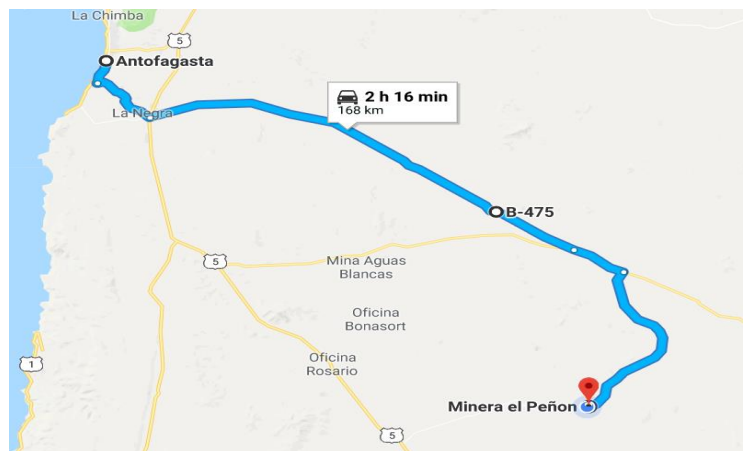 La Chimba
5
Antofagasta
La Negra
2 h 16 min
168 km
B-475
5
Mina Aguas
Blancas
Oficina
Bonasort
Oficina
Rosario
1
Minera el Peñon
5